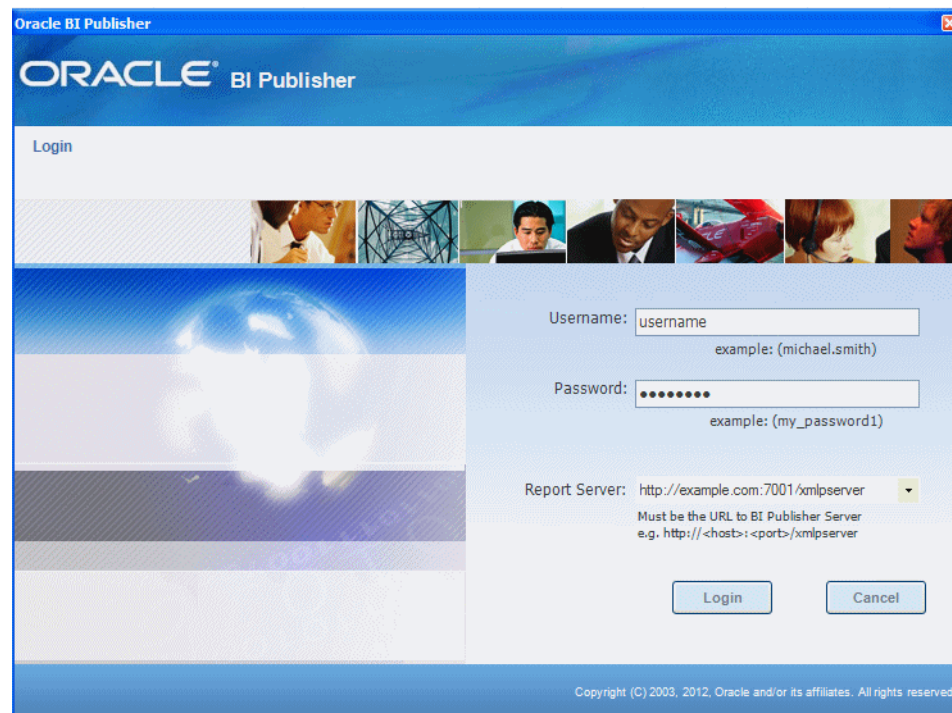 Oracle BI Publisher
ORACLE® BI Publisher
Login
ORACLE
Username: username
example: (michael.smith)
Password: ••••••••
example: (my_password1)
Report Server: http://example.com:7001/xmlpserver
Must be the URL to BI Publisher Server
e.g. http://<host>:<port>/xmlpserver
Login Cancel
Copyright (C) 2003, 2012, Oracle and/or its affiliates. All rights reserved